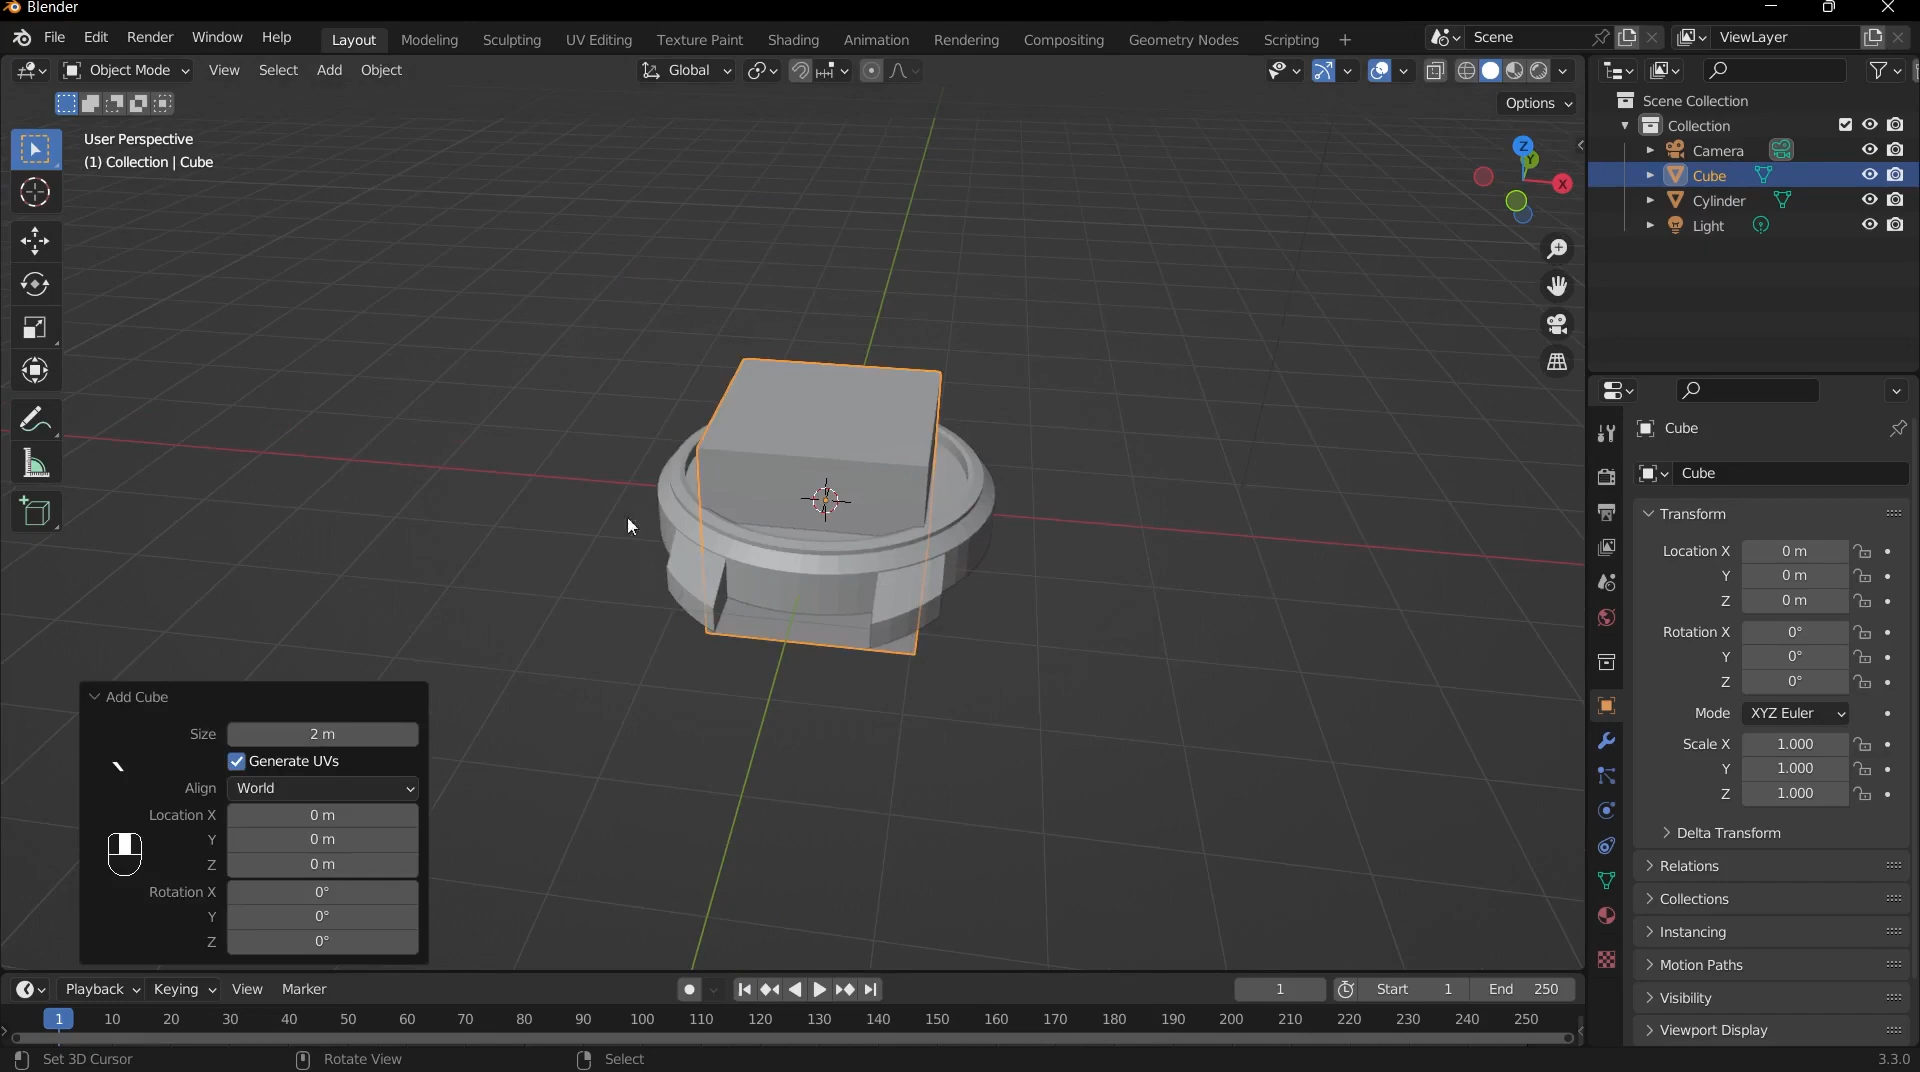 Blender
File Edit Render Window Help Layout Modeling Sculpting UV Editing Texture Paint Shading Animation Rendering Compositing Geometry Nodes Scripting + Scene ViewLayer
Object Mode View Select Add Object Global
Options
User Perspective
(1) Collection | Cube
Z
Y
X
Scene Collection
Collection
Camera
Cube
Cylinder
Light
Cube
Cube
Transform
Location X 0 m
Y 0 m
Z 0 m
Rotation X 0°
Y 0°
Z 0°
Mode XYZ Euler
Scale X 1.000
Y 1.000
Z 1.000
Delta Transform
Relations
Collections
Instancing
Motion Paths
Visibility
Viewport Display
Add Cube
Size 2 m
Generate UVs
Align World
Location X 0 m
Y 0 m
Z 0 m
Rotation X 0°
Y 0°
Z 0°
`
Playback Keying View Marker 1 Start 1 End 250
1 10 20 30 40 50 60 70 80 90 100 110 120 130 140 150 160 170 180 190 200 210 220 230 240 250
Set 3D Cursor Rotate View Select 3.3.0